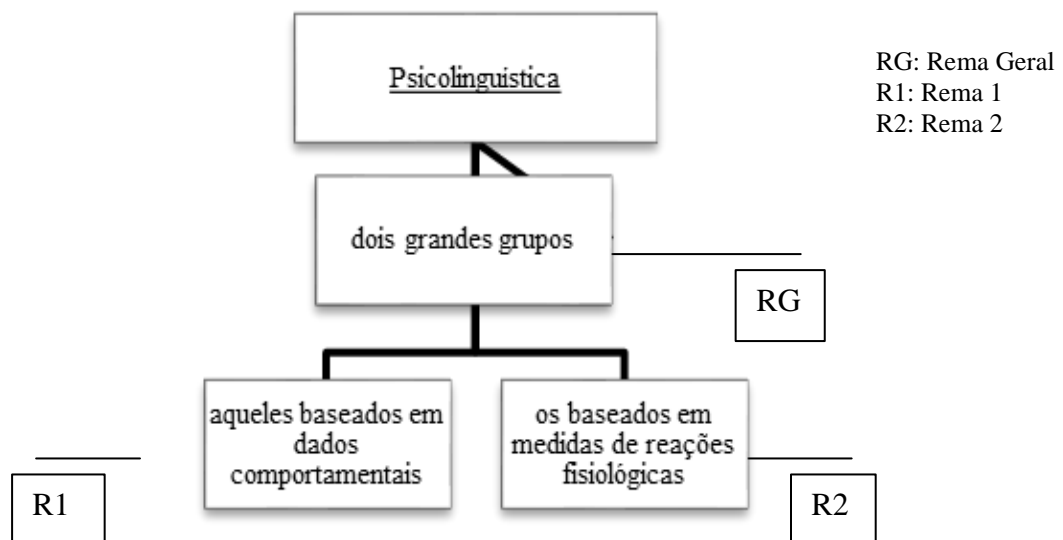 Psicolinguistica
RG: Rema Geral
R1: Rema 1
R2: Rema 2
dois grandes grupos
RG
aqueles baseados em
dados
comportamentais
os baseados em
medidas de reações
fisiológicas
R1
R2